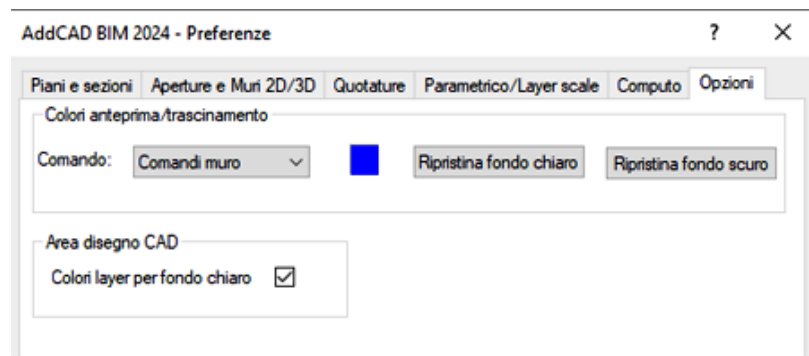 AddCAD BIM 2024 - Preferenze ?
Piani e sezioni Aperture e Muri 2D/3D Quotature Parametrico/Layer scale Computo Opzioni
Colori anteprima/trascinamento
Comando: Comandi muro Ripristina fondo chiaro Ripristina fondo scuro
Area disegno CAD
Colori layer per fondo chiaro